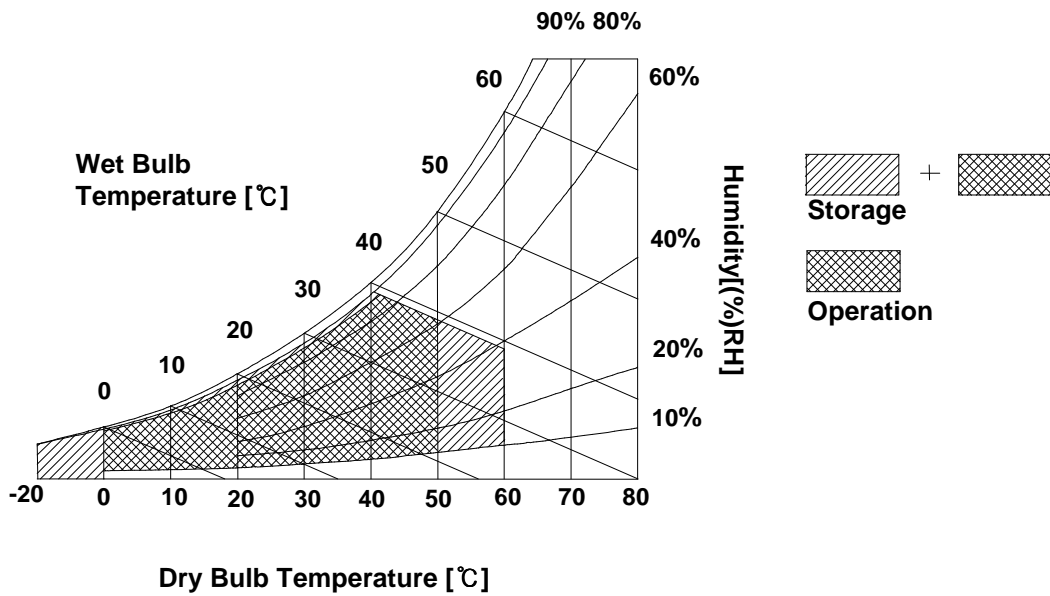 90% 80%
60
60%
Wet Bulb
Temperature [℃]
50
40
40%
30
20
20%
10
0
10%
Humidity[(%)RH]
-20 0 10 20 30 40 50 60 70 80
Dry Bulb Temperature [℃]
+
Storage
Operation